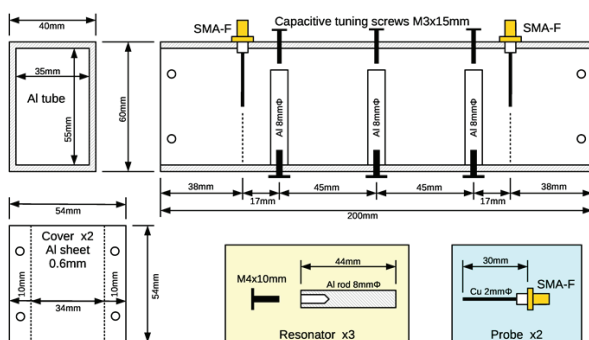 40mm
35mm
Al tube
55mm
60mm
SMA-F
Capacitive tuning screws M3x15mm
SMA-F
Al 8mmΦ
Al 8mmΦ
Al 8mmΦ
38mm
17mm
45mm
45mm
17mm
38mm
200mm
54mm
Cover x2
Al sheet
0.6mm
10mm
34mm
10mm
54mm
44mm
M4x10mm
Al rod 8mmΦ
Resonator x3
30mm
Cu 2mmΦ
SMA-F
Probe x2